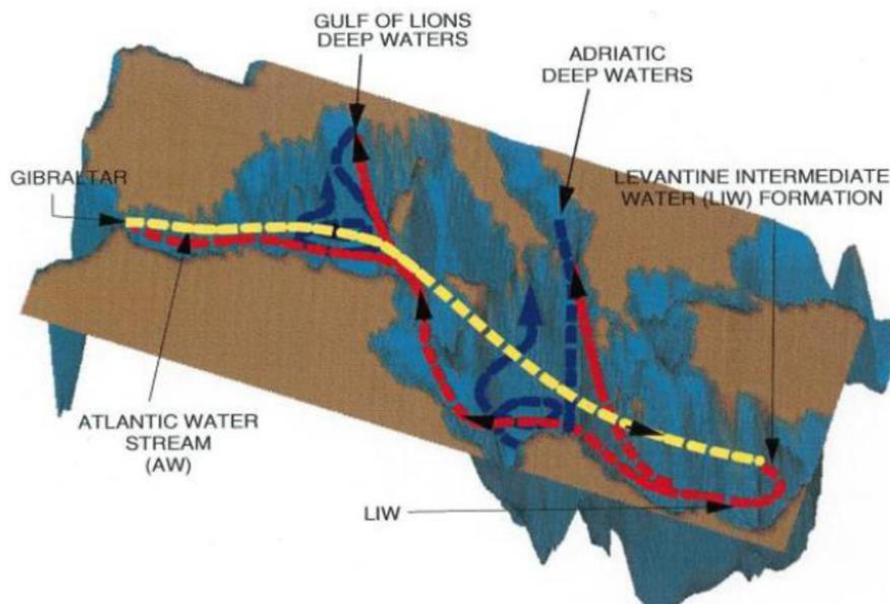 GULF OF LIONS
DEEP WATERS
ADRIATIC
DEEP WATERS
GIBRALTAR
LEVANTINE INTERMEDIATE
WATER (LIW) FORMATION
ATLANTIC WATER
STREAM
(AW)
LIW